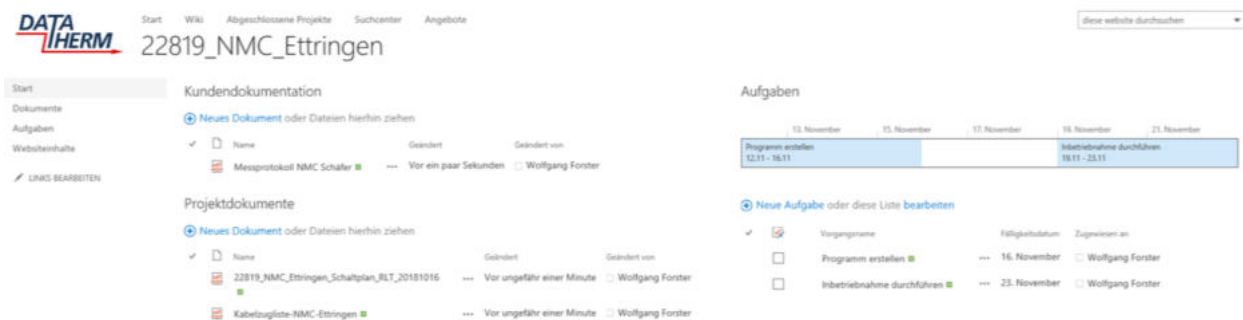 DATA THERM
Start Wiki Abgeschlossene Projekte Suchcenter Angebote
diese website durchsuchen
22819_NMC_Ettringen
Start
Dokumente
Aufgaben
Websiteinhalte
LINKS BEARBEITEN
Kundendokumentation
Neues Dokument oder Dateien hierhin ziehen
Name Geändert Geändert von
Messprotokoll NMC Schäfer ... Vor ein paar Sekunden Wolfgang Forster
Projektdokumente
Neues Dokument oder Dateien hierhin ziehen
Name Geändert Geändert von
22819_NMC_Ettringen_Schaltplan_RLT_20181016 ... Vor ungefähr einer Minute Wolfgang Forster
Kabelzugliste-NMC-Ettringen ... Vor ungefähr einer Minute Wolfgang Forster
Aufgaben
13. November 15. November 17. November 19. November 21. November
Programm erstellen Inbetriebnahme durchführen
12.11 - 16.11 19.11 - 23.11
Neue Aufgabe oder diese Liste bearbeiten
Vorgangsname Fälligkeitsdatum Zugewiesen an
Programm erstellen ... 16. November Wolfgang Forster
Inbetriebnahme durchführen ... 23. November Wolfgang Forster